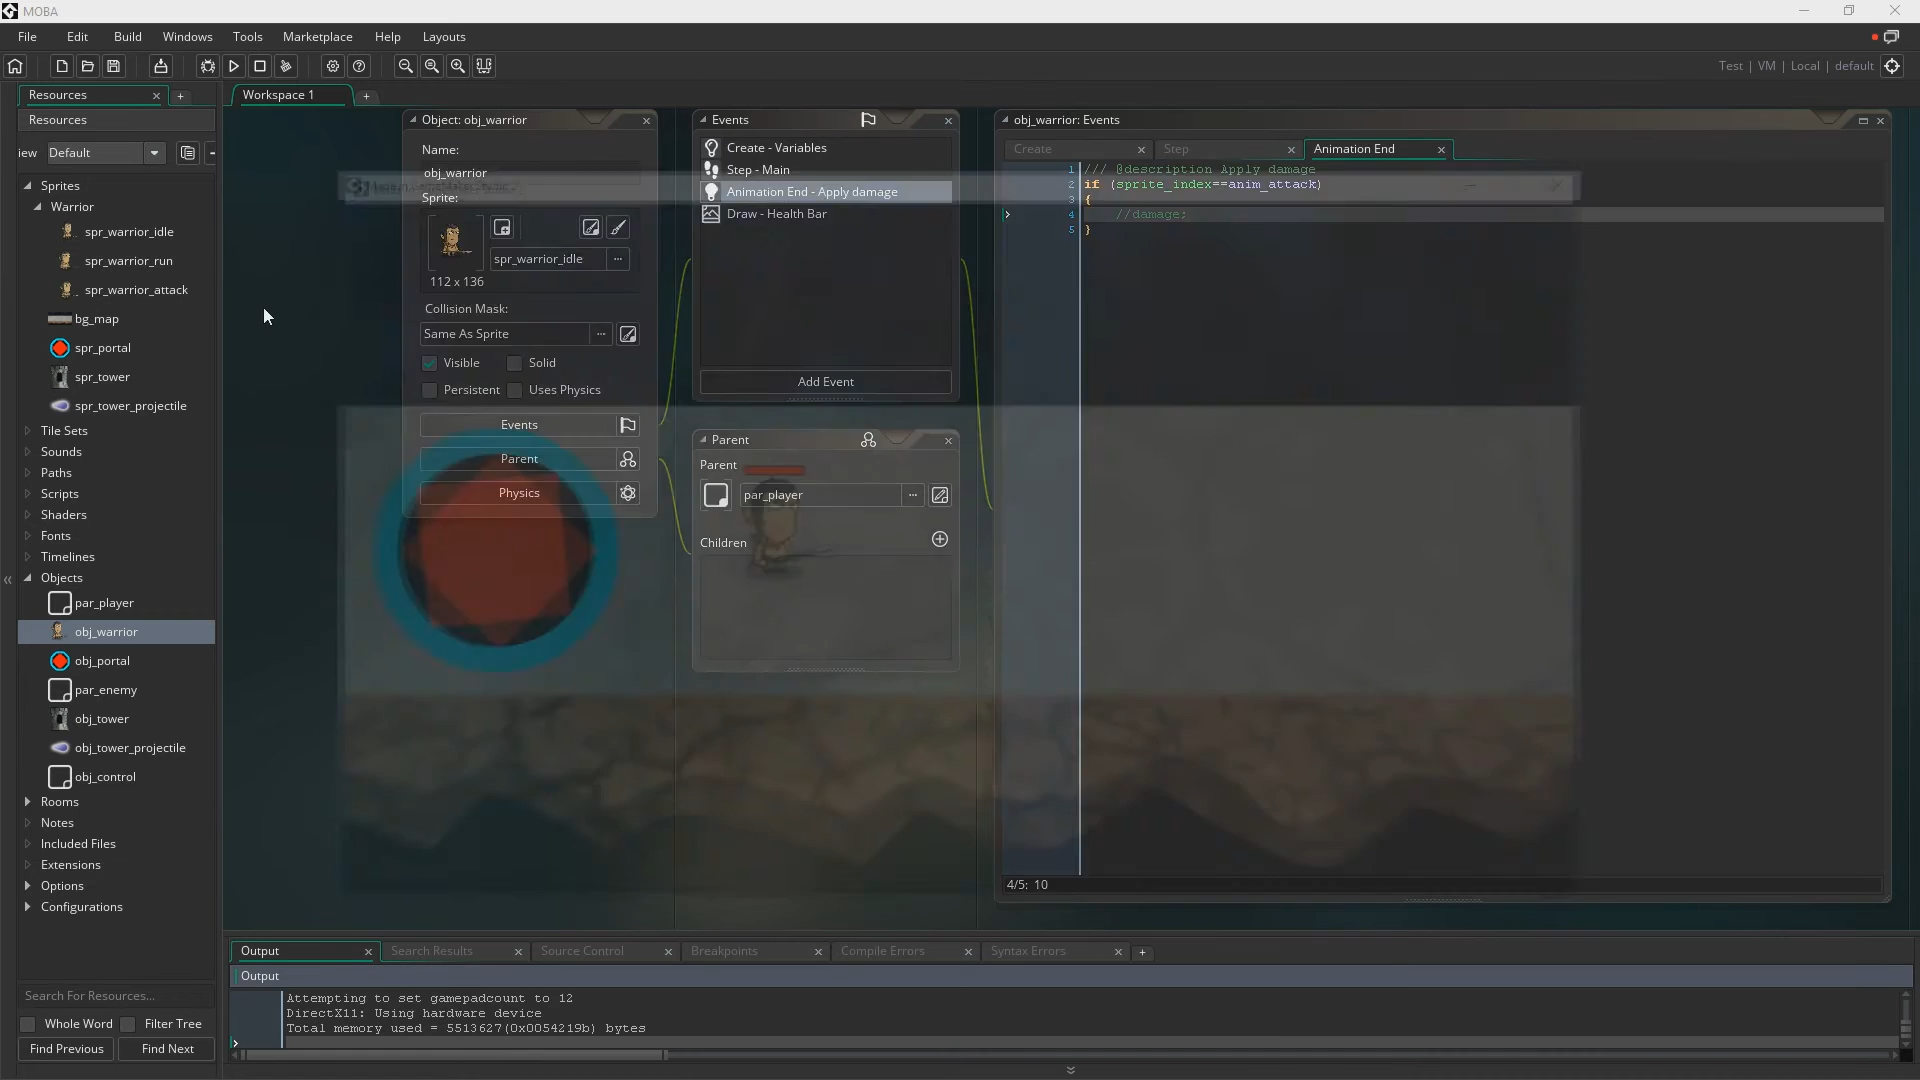 MOBA
File Edit Build Windows Tools Marketplace Help Layouts
Test | VM | Local | default
Resources
Workspace 1
Resources
iew Default
Sprites
Warrior
spr_warrior_idle
spr_warrior_run
spr_warrior_attack
bg_map
spr_portal
spr_tower
spr_tower_projectile
Tile Sets
Sounds
Paths
Scripts
Shaders
Fonts
Timelines
Objects
par_player
obj_warrior
obj_portal
par_enemy
obj_tower
obj_tower_projectile
obj_control
Rooms
Notes
Included Files
Extensions
Options
Configurations
Search For Resources...
Whole Word Filter Tree
Find Previous Find Next
Object: obj_warrior
Name:
obj_warrior
Sprite:
spr_warrior_idle
112 x 136
Collision Mask:
Same As Sprite
Visible Solid
Persistent Uses Physics
Events
Parent
Physics
Events
Create - Variables
Step - Main
Animation End - Apply damage
Draw - Health Bar
Add Event
Parent
Parent
par_player
Children
obj_warrior: Events
Create Step Animation End
1 /// @description Apply damage
2 if (sprite_index==anim_attack)
3 {
4 //damage;
5 }
4/5: 10
Output Search Results Source Control Breakpoints Compile Errors Syntax Errors
Output
Attempting to set gamepadcount to 12
DirectX11: Using hardware device
Total memory used = 5513627(0x0054219b) bytes